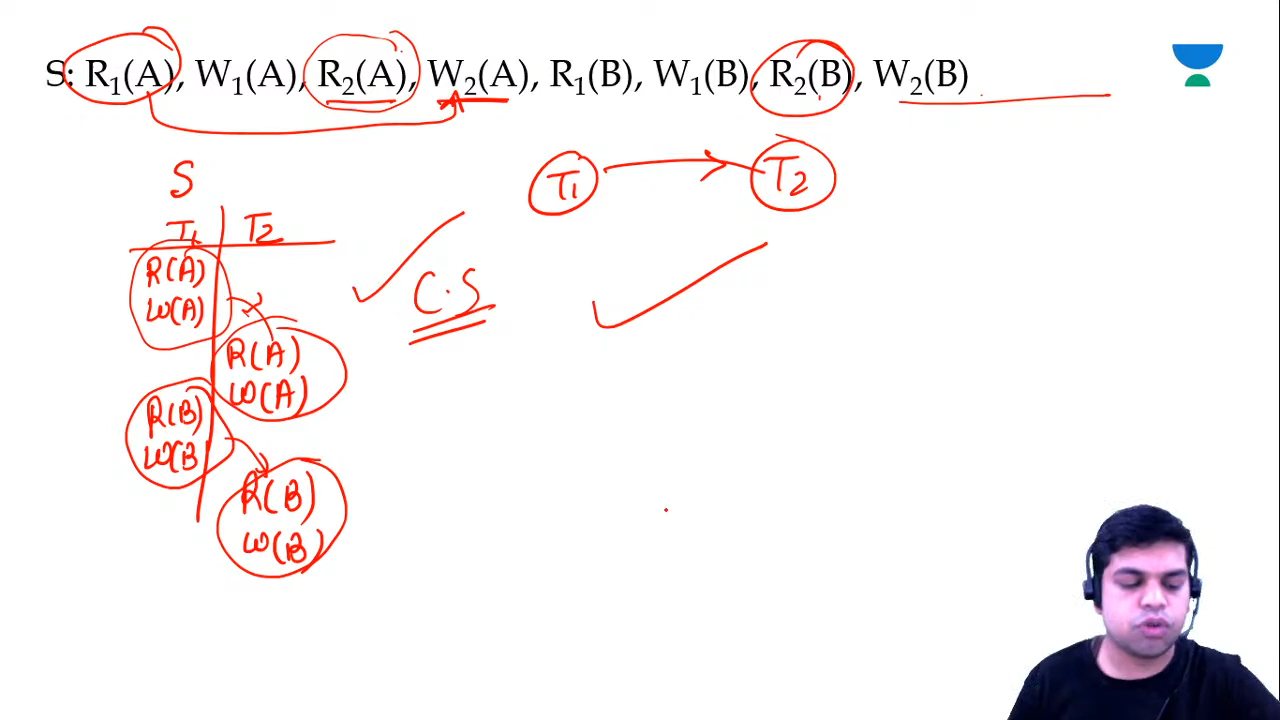 S: R₁(A), W₁(A), R₂(A), W₂(A), R₁(B), W₁(B), R₂(B), W₂(B)
T₁ T₂
S
T₁ T₂
R(A)
W(A)
C.S
R(A)
W(A)
R(B)
W(B
R(B)
W(B)